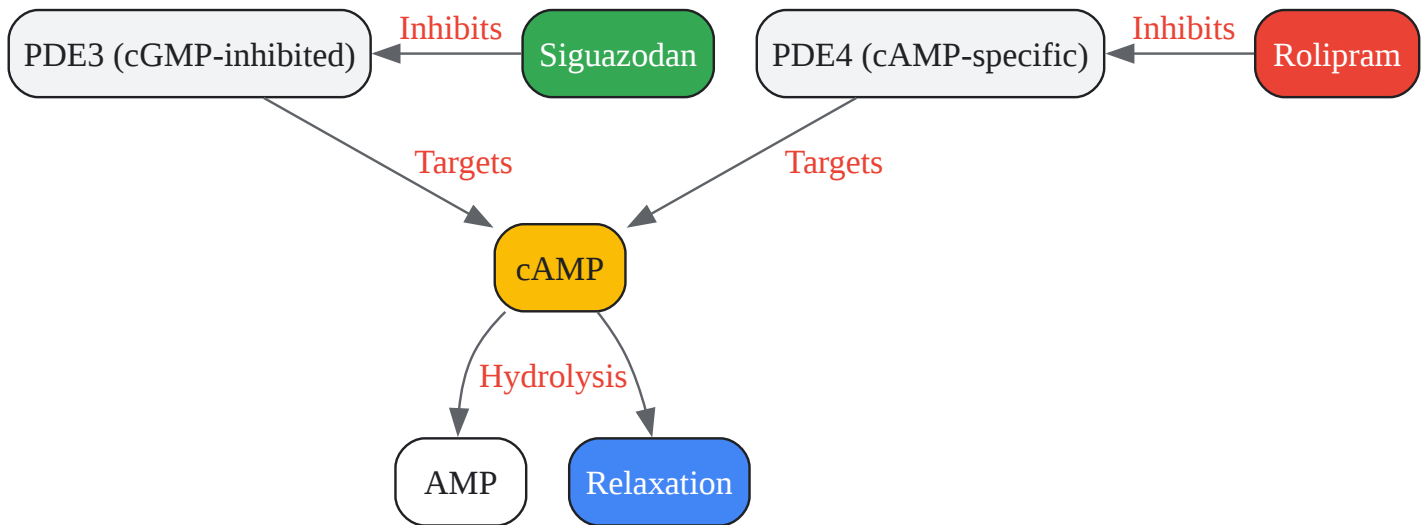 Inhibits
Inhibits
PDE3 (cGMP-inhibited)
Siguazodan
PDE4 (cAMP-specific)
Rolipram
Targets
Targets
cAMP
Hydrolysis
AMP
Relaxation